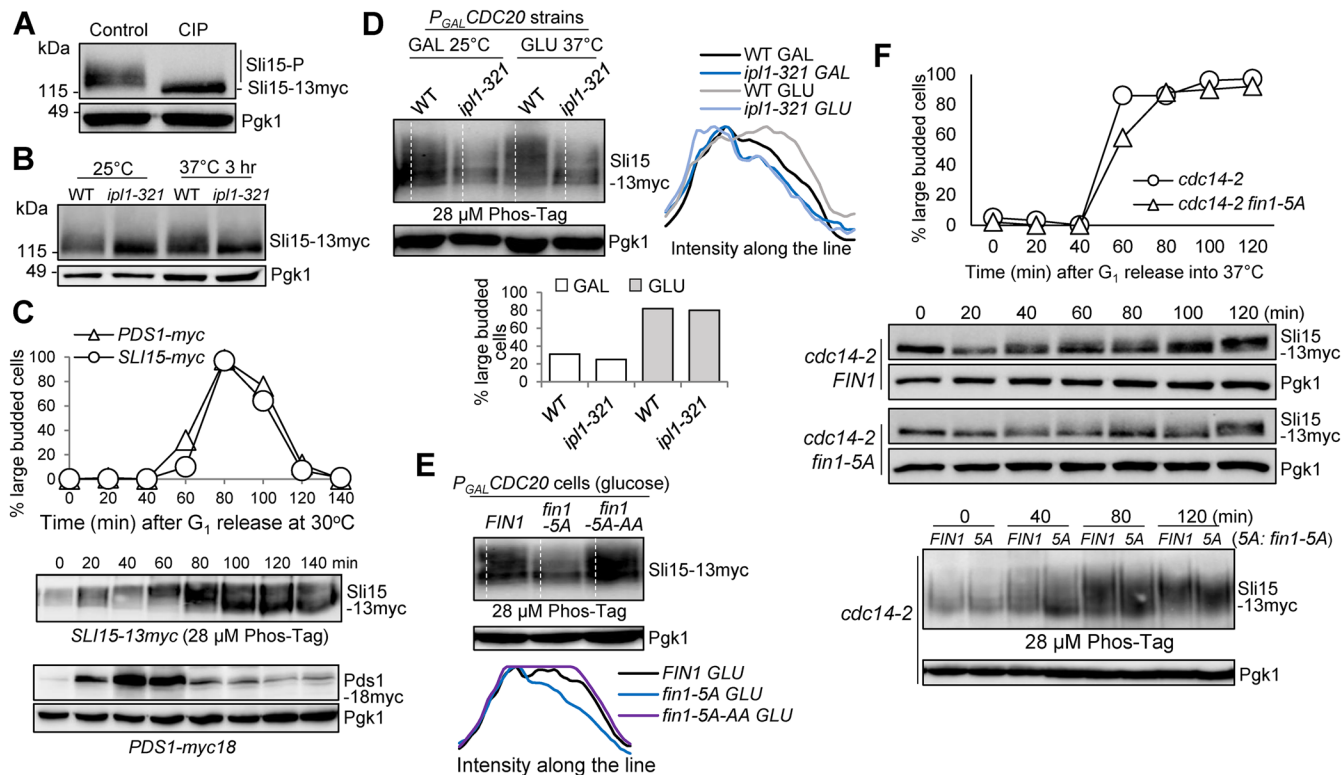 A
Control CIP
kDa
Sli15-P
115
Sli15-13myc
49
Pgk1
B
25°C 37°C 3 hr
WT ipl1-321 WT ipl1-321
kDa
115
Sli15-13myc
49
Pgk1
C
PDS1-myc
SLI15-myc
% large budded cells
100
80
60
40
20
0
0 20 40 60 80 100 120 140
Time (min) after G1 release at 30°C
0 20 40 60 80 100 120 140 min
Sli15
-13myc
SLI15-13myc (28 µM Phos-Tag)
Pds1
-18myc
Pgk1
PDS1-myc18
D
PGALCDC20 strains
GAL 25°C GLU 37°C
WT ipl1-321 WT ipl1-321
Sli15
-13myc
28 µM Phos-Tag
Pgk1
WT GAL
ipl1-321 GAL
WT GLU
ipl1-321 GLU
Intensity along the line
GAL GLU
% large budded
cells
100
80
60
40
20
0
WT ipl1-321 WT ipl1-321
E
PGALCDC20 cells (glucose)
FIN1 fin1
-5A fin1
-5A-AA
Sli15-13myc
28 µM Phos-Tag
Pgk1
FIN1 GLU
fin1-5A GLU
fin1-5A-AA GLU
Intensity along the line
F
% large budded cells
100
80
60
40
20
0
cdc14-2
cdc14-2 fin1-5A
0 20 40 60 80 100 120
Time (min) after G1 release into 37°C
0 20 40 60 80 100 120 (min)
cdc14-2
FIN1
Sli15
-13myc
Pgk1
cdc14-2
fin1-5A
Sli15
-13myc
Pgk1
0 40 80 120 (min)
FIN1 5A FIN1 5A FIN1 5A FIN1 5A (5A: fin1-5A)
cdc14-2
Sli15
-13myc
28 µM Phos-Tag
Pgk1